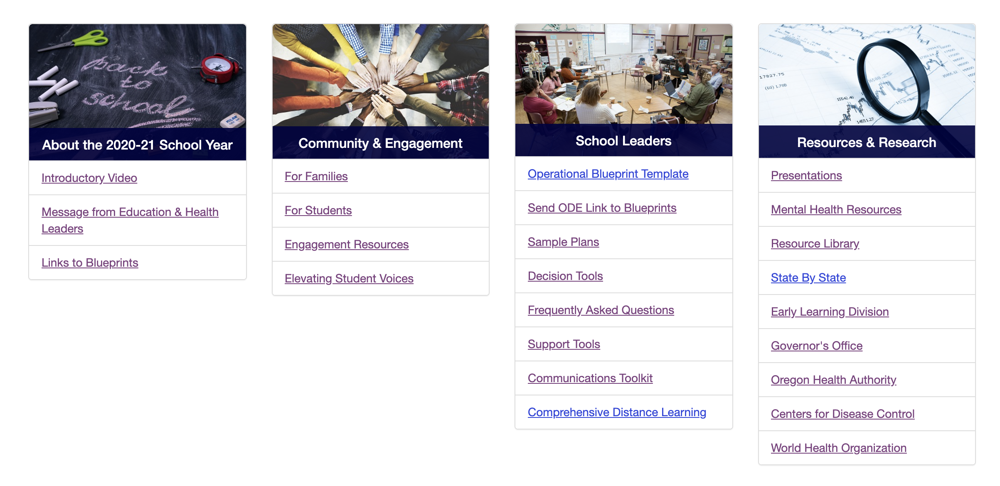 back
to
school
MILAN
About the 2020-21 School Year
Introductory Video
Message from Education & Health
Leaders
Links to Blueprints
Community & Engagement
For Families
For Students
Engagement Resources
Elevating Student Voices
EXIT
School Leaders
Operational Blueprint Template
Send ODE Link to Blueprints
Sample Plans
Decision Tools
Frequently Asked Questions
Support Tools
Communications Toolkit
Comprehensive Distance Learning
17827.75
(60) 1.78B
15542.40
14551.27
16588.25
Resources & Research
Presentations
Mental Health Resources
Resource Library
State By State
Early Learning Division
Governor's Office
Oregon Health Authority
Centers for Disease Control
World Health Organization